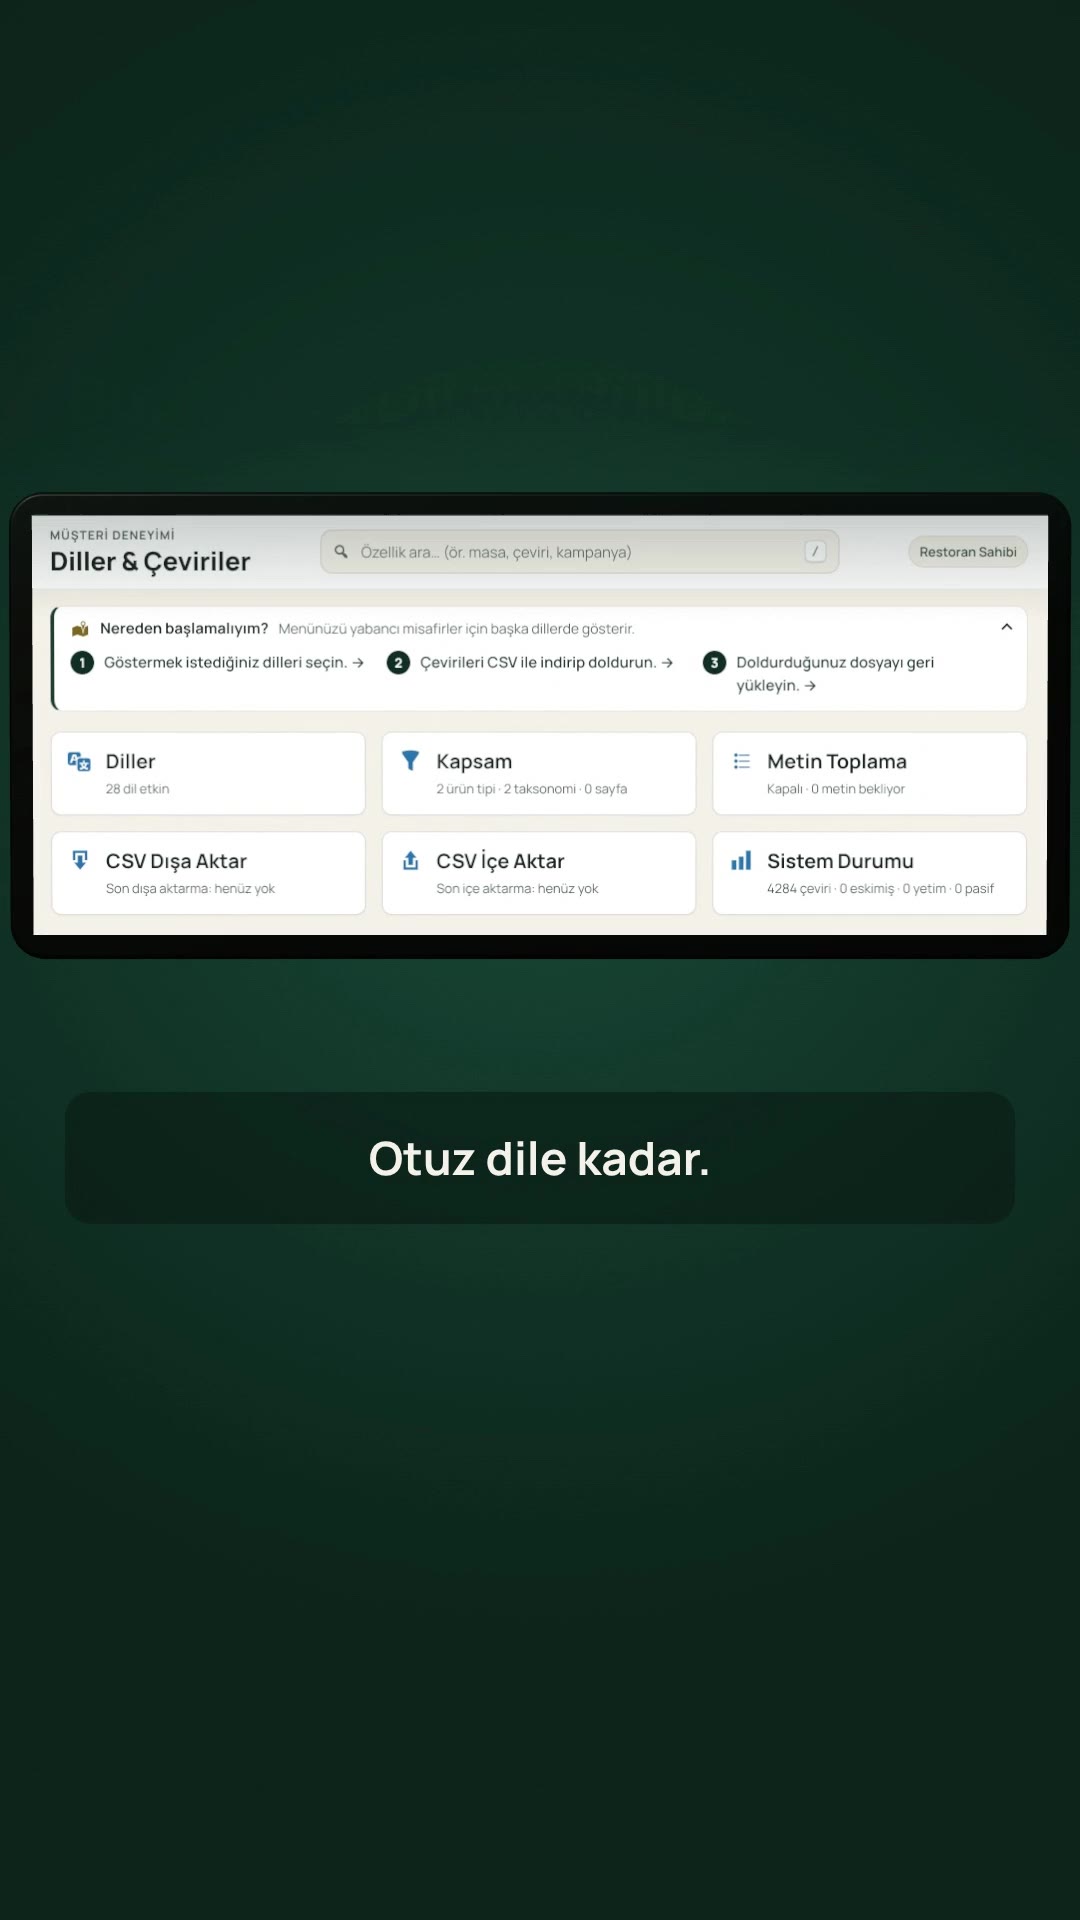 MÜŞTERİ DENEYİMİ
Diller & Çeviriler
Özellik ara... (ör. masa, çeviri, kampanya)
/
Restoran Sahibi
Nereden başlamalıyım? Menünüzü yabancı misafirler için başka dillerde gösterir.
1 Göstermek istediğiniz dilleri seçin. →
2 Çevirileri CSV ile indirip doldurun. →
3 Doldurduğunuz dosyayı geri
yükleyin. →
Diller
28 dil etkin
Kapsam
2 ürün tipi · 2 taksonomi · 0 sayfa
Metin Toplama
Kapalı · 0 metin bekliyor
CSV Dışa Aktar
Son dışa aktarma: henüz yok
CSV İçe Aktar
Son içe aktarma: henüz yok
Sistem Durumu
4284 çeviri · 0 eskimiş · 0 yetim · 0 pasif
Otuz dile kadar.